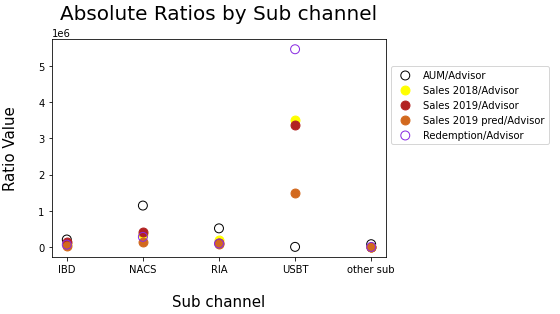 Absolute Ratios by Sub channel
1e6
5
4
3
2
1
0
Ratio Value
IBD NACS RIA USBT other sub
Sub channel
AUM/Advisor
Sales 2018/Advisor
Sales 2019/Advisor
Sales 2019 pred/Advisor
Redemption/Advisor